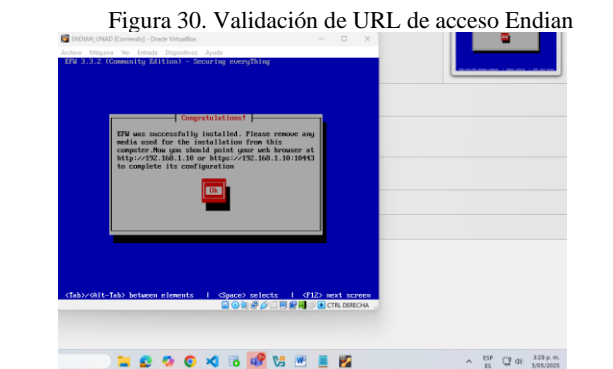 Figura 30. Validación de URL de acceso Endian
ENDIAN_UNAD [Corriendo] - Oracle VirtualBox
Archivo Máquina Ver Entrada Dispositivos Ayuda
EFW 3.3.2 (Community Edition) - Securing everyThing
Congratulations!
EFW was successfully installed. Please remove any
media used for the installation from this
computer.Now you should point your web browser at
http://192.168.1.10 or https://192.168.1.10:10443
to complete its configuration
Ok
<Tab>/<Alt-Tab> between elements | <Space> selects | <F12> next screen
CTRL DERECHA
ESP
ES
3:29 p. m.
3/05/2025